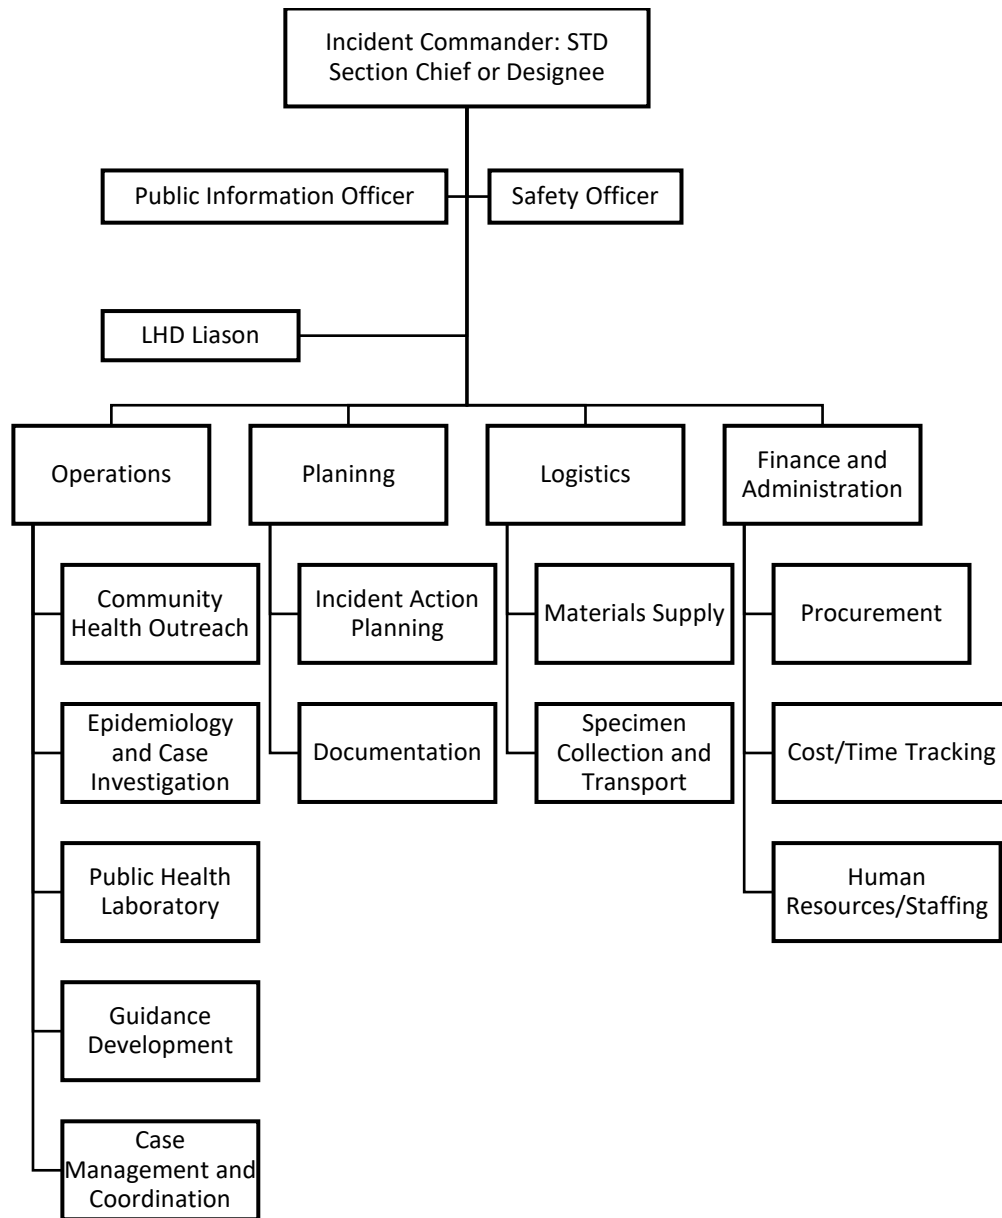 Incident Commander: STD
Section Chief or Designee
Public Information Officer
Safety Officer
LHD Liason
Operations
Planinng
Logistics
Finance and
Administration
Community
Health Outreach
Incident Action
Planning
Materials Supply
Procurement
Epidemiology
and Case
Investigation
Documentation
Specimen
Collection and
Transport
Cost/Time Tracking
Public Health
Laboratory
Human
Resources/Staffing
Guidance
Development
Case
Management and
Coordination